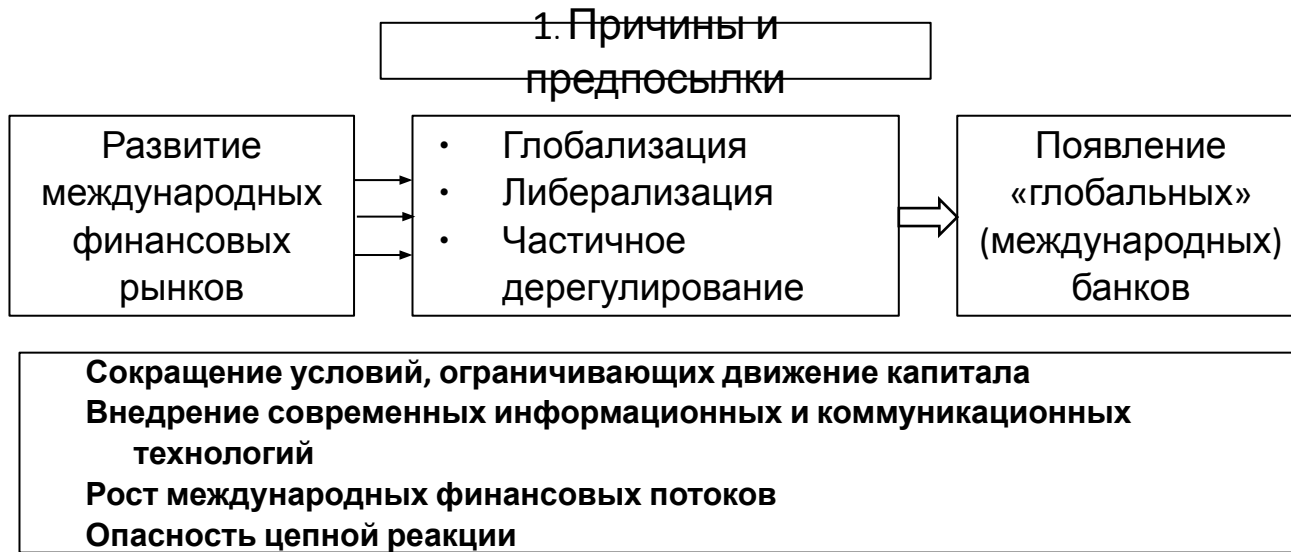 1. Причины и
предпосылки
Развитие
международных
финансовых
рынков
• Глобализация
• Либерализация
• Частичное
дерегулирование
Появление
«глобальных»
(международных)
банков
Сокращение условий, ограничивающих движение капитала
Внедрение современных информационных и коммуникационных
технологий
Рост международных финансовых потоков
Опасность цепной реакции